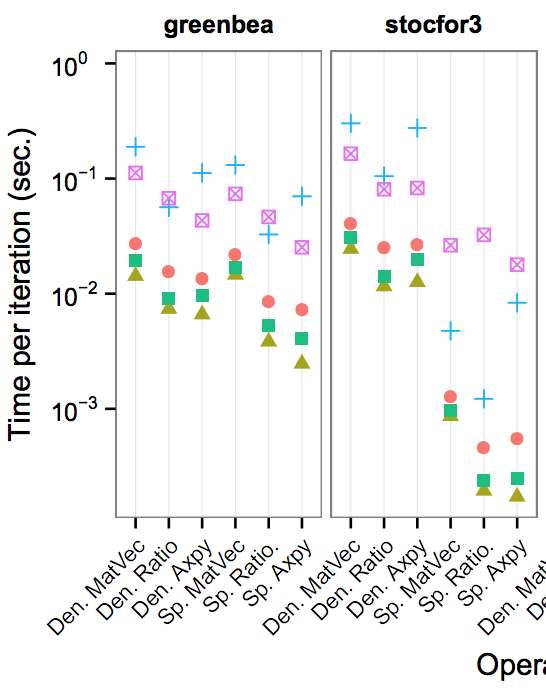 greenbea
stocfor3
Time per iteration (sec.)
10^0
10^−1
10^−2
10^−3
Den. MatVec
Den. Ratio
Den. Axpy
Sp. MatVec
Sp. Ratio.
Sp. Axpy
Den. MatVec
Den. Ratio
Den. Axpy
Sp. MatVec
Sp. Ratio.
Sp. Axpy
Den. Mat
De
Opera